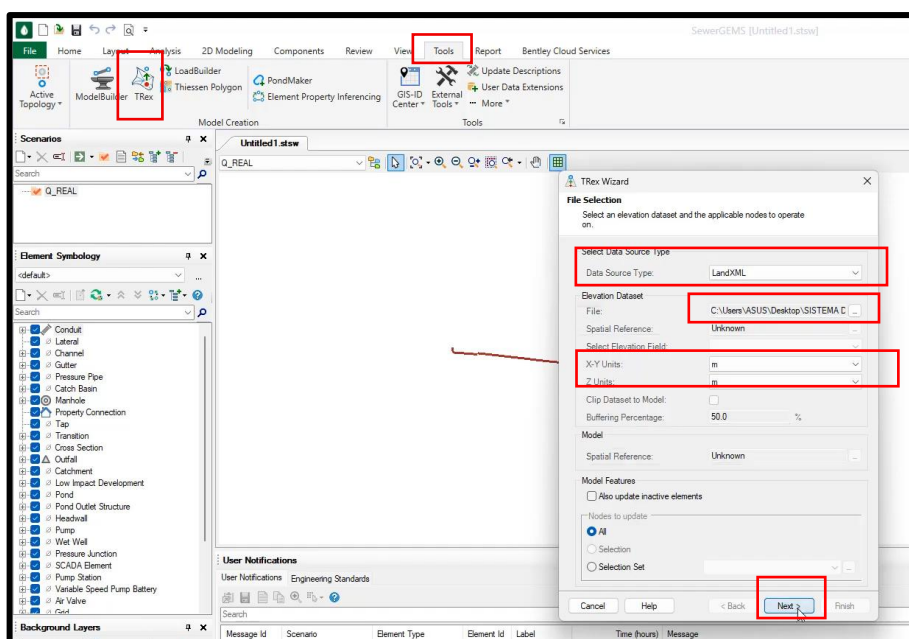 SewerGEMS [Untitled1.stsw]
File Home Layout Analysis 2D Modeling Components Review View Tools Report Bentley Cloud Services
Active Topology
ModelBuilder
TRex
LoadBuilder
Thiessen Polygon
PondMaker
Element Property Inferencing
GIS-ID Center
External Tools
Update Descriptions
User Data Extensions
More
Model Creation
Tools
Scenarios
Search
Q_REAL
Element Symbology
<default>
...
Search
Conduit
Lateral
Channel
Gutter
Pressure Pipe
Catch Basin
Manhole
Property Connection
Tap
Transition
Cross Section
Outfall
Catchment
Low Impact Development
Pond
Pond Outlet Structure
Headwall
Pump
Wet Well
Pressure Junction
SCADA Element
Pump Station
Variable Speed Pump Battery
Air Valve
Grid
Background Layers
Untitled1.stsw
Q_REAL
User Notifications
User Notifications Engineering Standards
Search
Message Id Scenario Element Type Element Id Label Time (hours) Message
TRex Wizard
File Selection
Select an elevation dataset and the applicable nodes to operate
on.
Select Data Source Type
Data Source Type: LandXML
Elevation Dataset
File: C:\Users\ASUS\Desktop\SISTEMA D ...
Spatial Reference: Unknown
Select Elevation Field:
X-Y Units: m
Z Units: m
Clip Dataset to Model:
Buffering Percentage: 50.0 %
Model
Spatial Reference: Unknown ...
Model Features
Also update inactive elements
Nodes to update
All
Selection
Selection Set ...
Cancel Help < Back Next > Finish